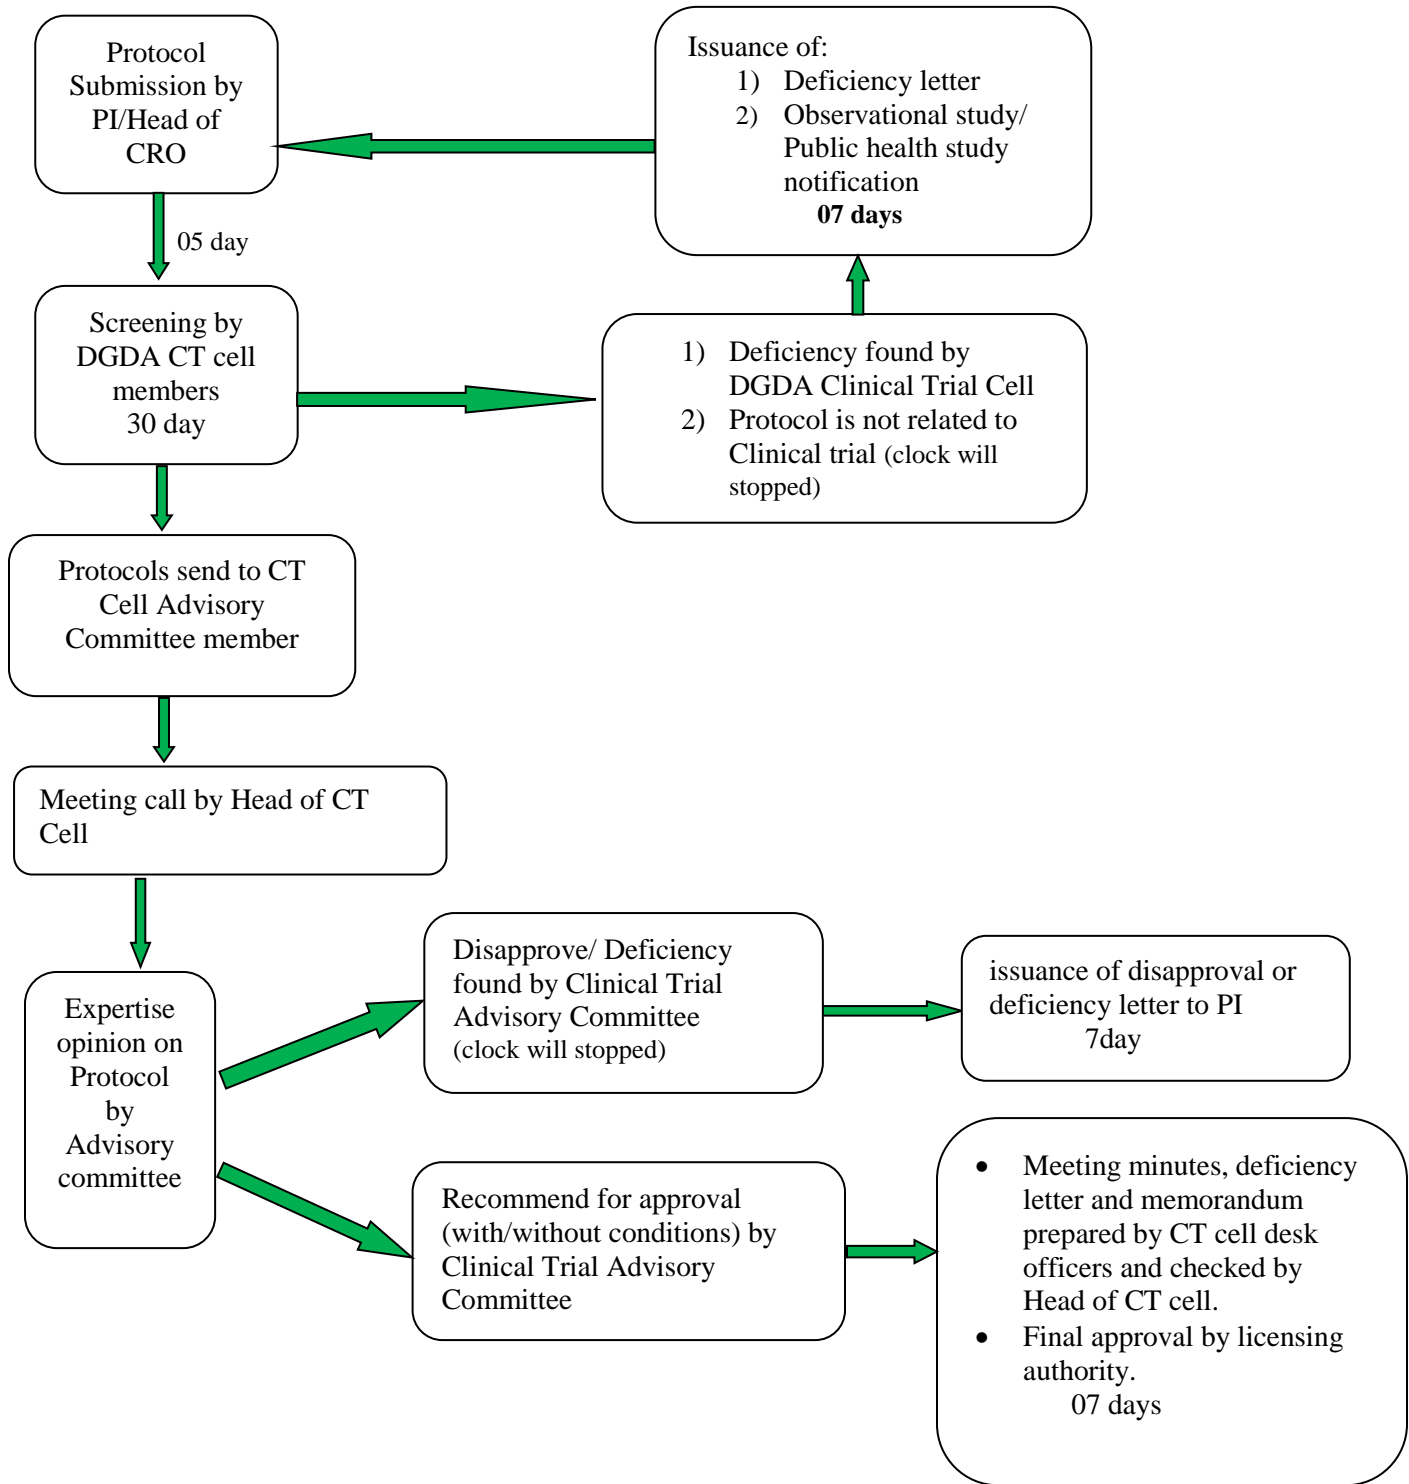 Protocol
Submission by
PI/Head of
CRO
Issuance of:
1) Deficiency letter
2) Observational study/
Public health study
notification
07 days
05 day
Screening by
DGDA CT cell
members
30 day
1) Deficiency found by
DGDA Clinical Trial Cell
2) Protocol is not related to
Clinical trial (clock will
stopped)
Protocols send to CT
Cell Advisory
Committee member
Meeting call by Head of CT
Cell
Expertise
opinion on
Protocol
by
Advisory
committee
Disapprove/ Deficiency
found by Clinical Trial
Advisory Committee
(clock will stopped)
issuance of disapproval or
deficiency letter to PI
7day
Recommend for approval
(with/without conditions) by
Clinical Trial Advisory
Committee
• Meeting minutes, deficiency
letter and memorandum
prepared by CT cell desk
officers and checked by
Head of CT cell.
• Final approval by licensing
authority.
07 days